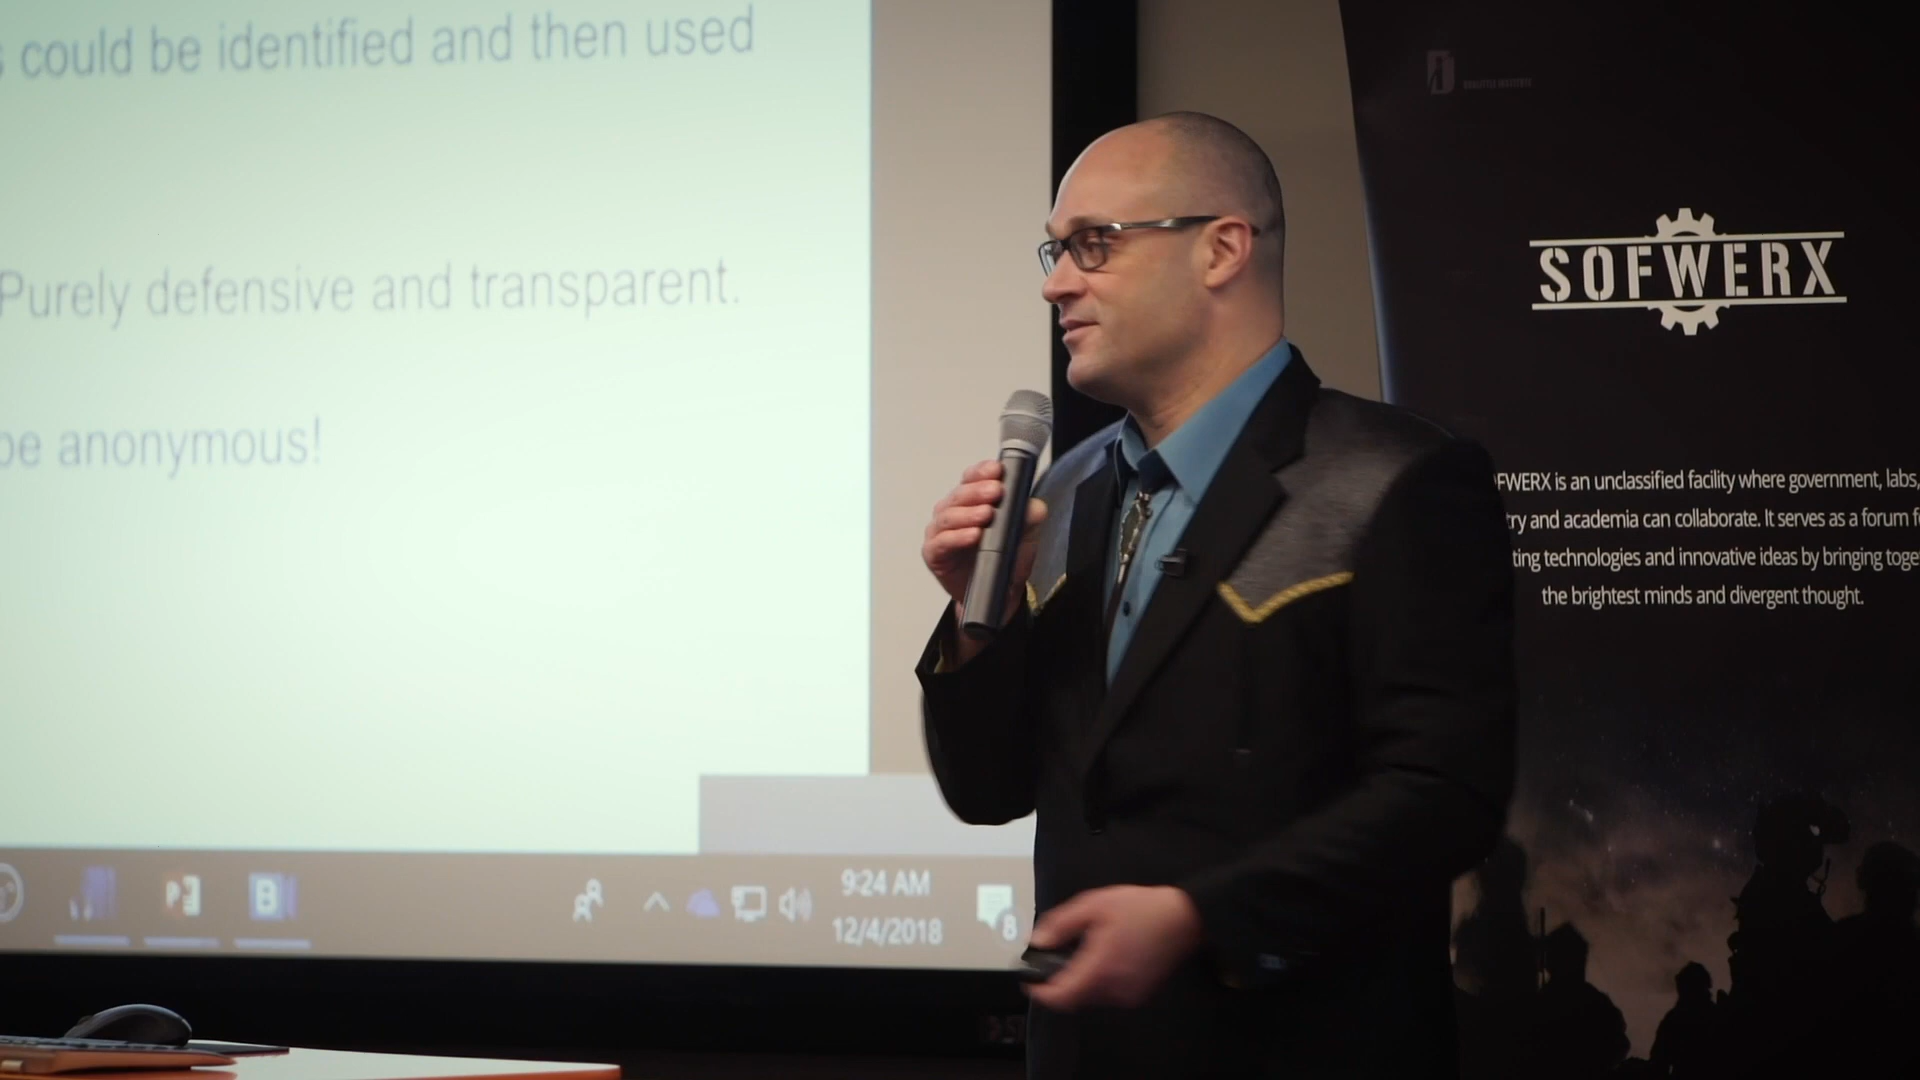 could be identified and then used
Purely defensive and transparent.
be anonymous!
B
9:24 AM
12/4/2018
8
SOFWERX
FWERX is an unclassified facility where government, labs,
try and academia can collaborate. It serves as a forum f
ting technologies and innovative ideas by bringing toge
the brightest minds and divergent thought.